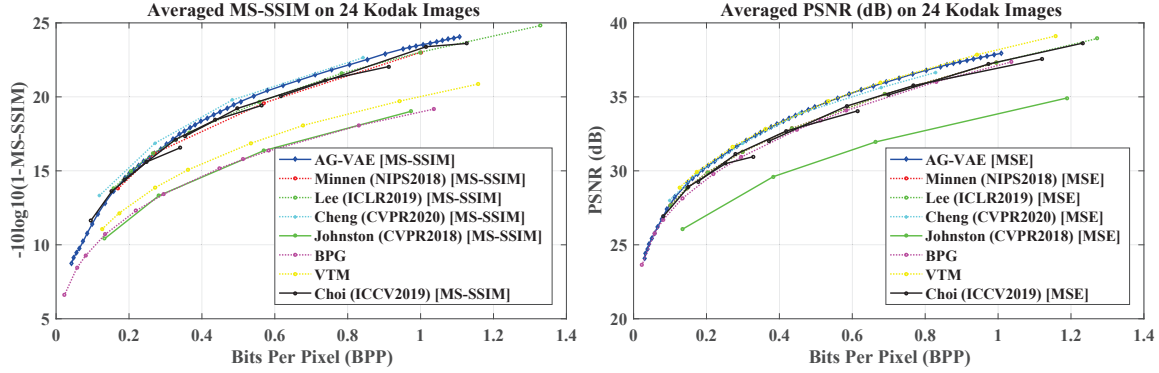 Averaged MS-SSIM on 24 Kodak Images
25
20
15
10
5
-10log10(1-MS-SSIM)
0
0.2
0.4
0.6
0.8
1
1.2
1.4
Bits Per Pixel (BPP)
AG-VAE [MS-SSIM]
Minnen (NIPS2018) [MS-SSIM]
Lee (ICLR2019) [MS-SSIM]
Cheng (CVPR2020) [MS-SSIM]
Johnston (CVPR2018) [MS-SSIM]
BPG
VTM
Choi (ICCV2019) [MS-SSIM]
Averaged PSNR (dB) on 24 Kodak Images
40
35
30
25
20
PSNR (dB)
0
0.2
0.4
0.6
0.8
1
1.2
1.4
Bits Per Pixel (BPP)
AG-VAE [MSE]
Minnen (NIPS2018) [MSE]
Lee (ICLR2019) [MSE]
Cheng (CVPR2020) [MSE]
Johnston (CVPR2018) [MSE]
BPG
VTM
Choi (ICCV2019) [MSE]